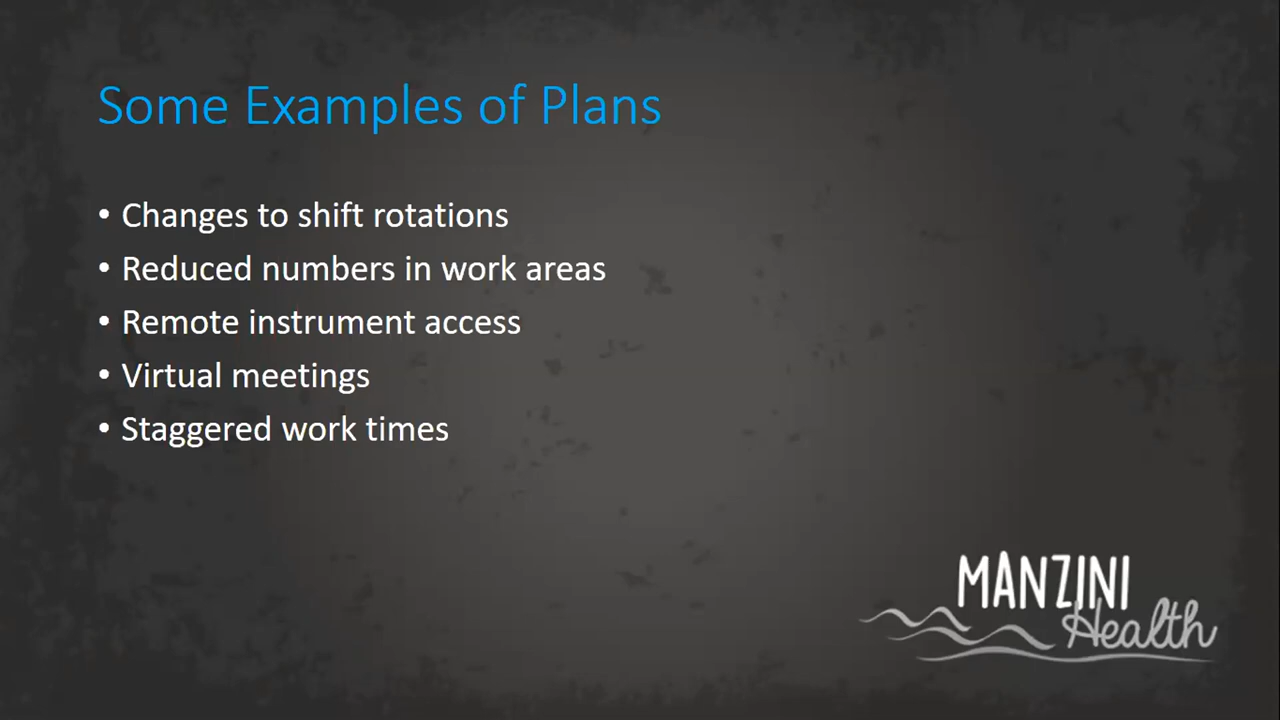 Some Examples of Plans
• Changes to shift rotations
• Reduced numbers in work areas
• Remote instrument access
• Virtual meetings
• Staggered work times
MANZINI
Health